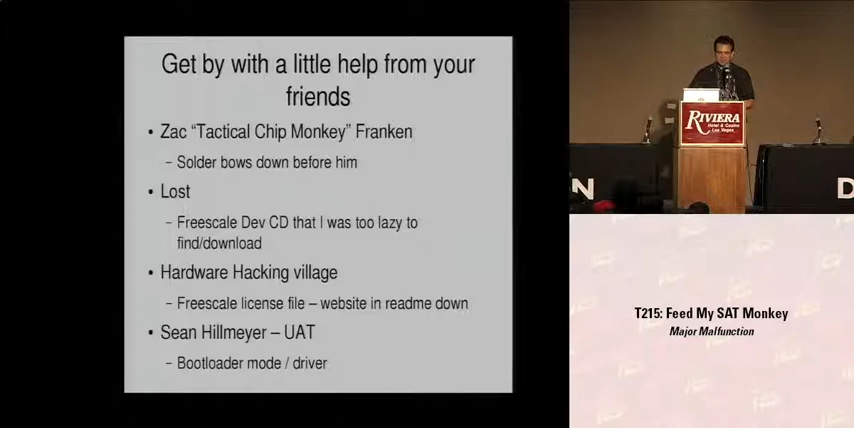 Get by with a little help from your
friends
• Zac "Tactical Chip Monkey" Franken
– Solder bows down before him
• Lost
– Freescale Dev CD that I was too lazy to
find/download
• Hardware Hacking village
– Freescale license file – website in readme down
• Sean Hillmeyer – UAT
– Bootloader mode / driver
RIVIERA
Hotel & Casino
Las Vegas
N
D
T215: Feed My SAT Monkey
Major Malfunction